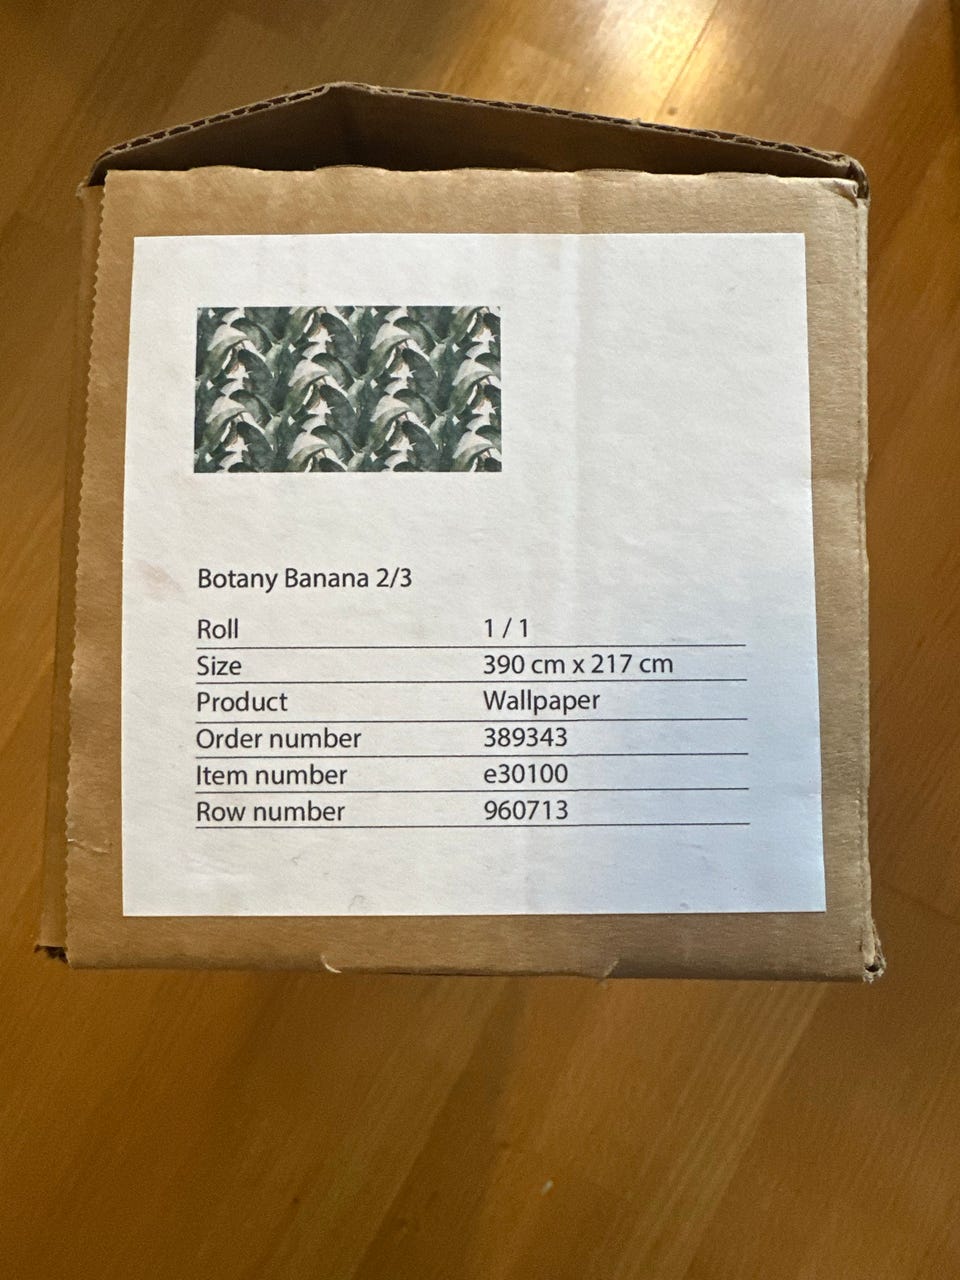 Botany Banana 2/3
Roll 1 / 1
Size 390 cm x 217 cm
Product Wallpaper
Order number 389343
Item number e30100
Row number 960713